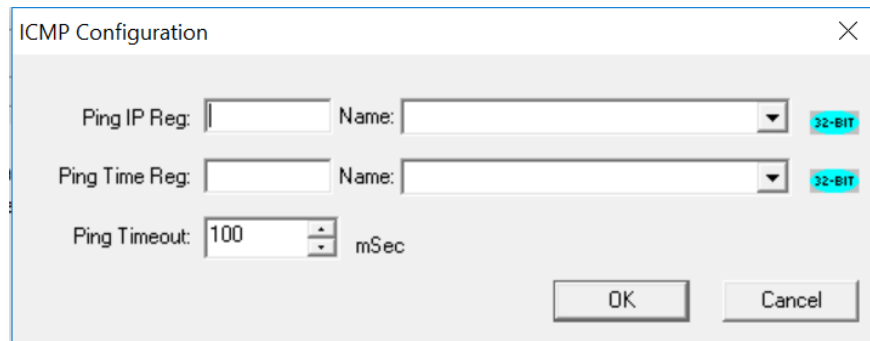 ICMP Configuration
Ping IP Reg: Name: 32-BIT
Ping Time Reg: Name: 32-BIT
Ping Timeout: 100 mSec
OK Cancel